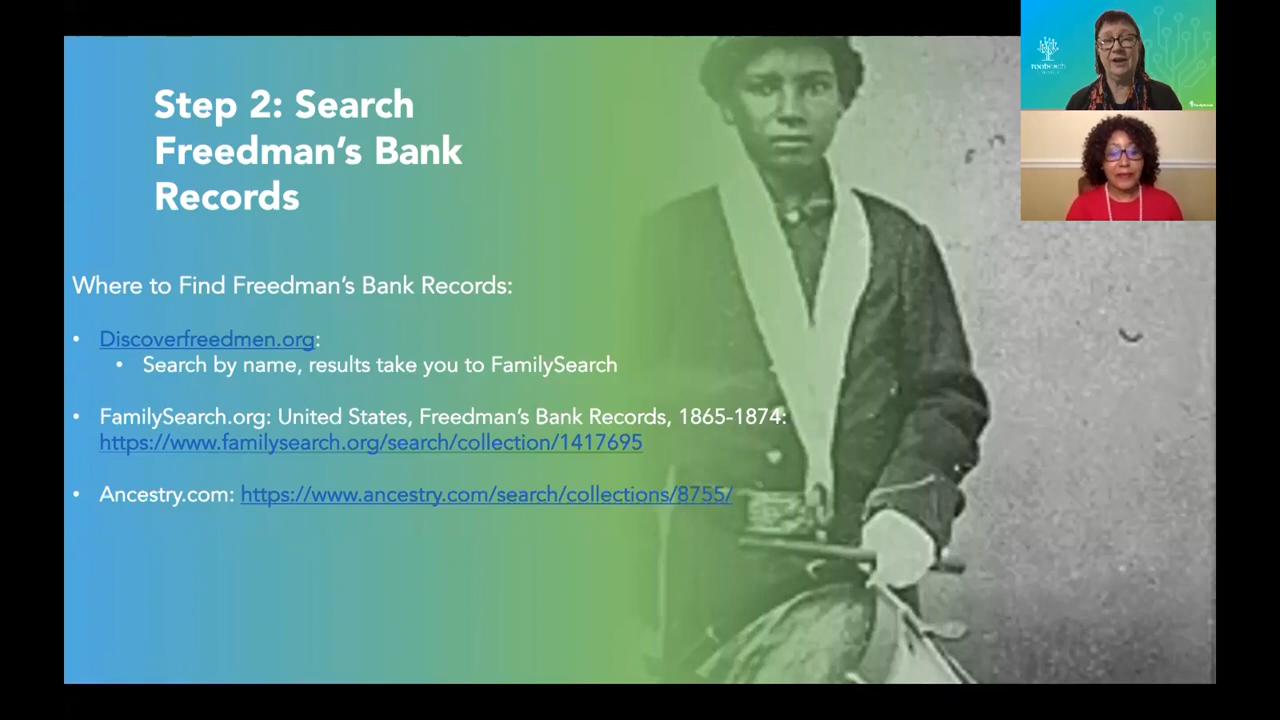 Step 2: Search
Freedman's Bank
Records
Where to Find Freedman's Bank Records:
• Discoverfreedmen.org:
• Search by name, results take you to FamilySearch
• FamilySearch.org: United States, Freedman's Bank Records, 1865-1874:
https://www.familysearch.org/search/collection/1417695
• Ancestry.com: https://www.ancestry.com/search/collections/8755/
rootstech